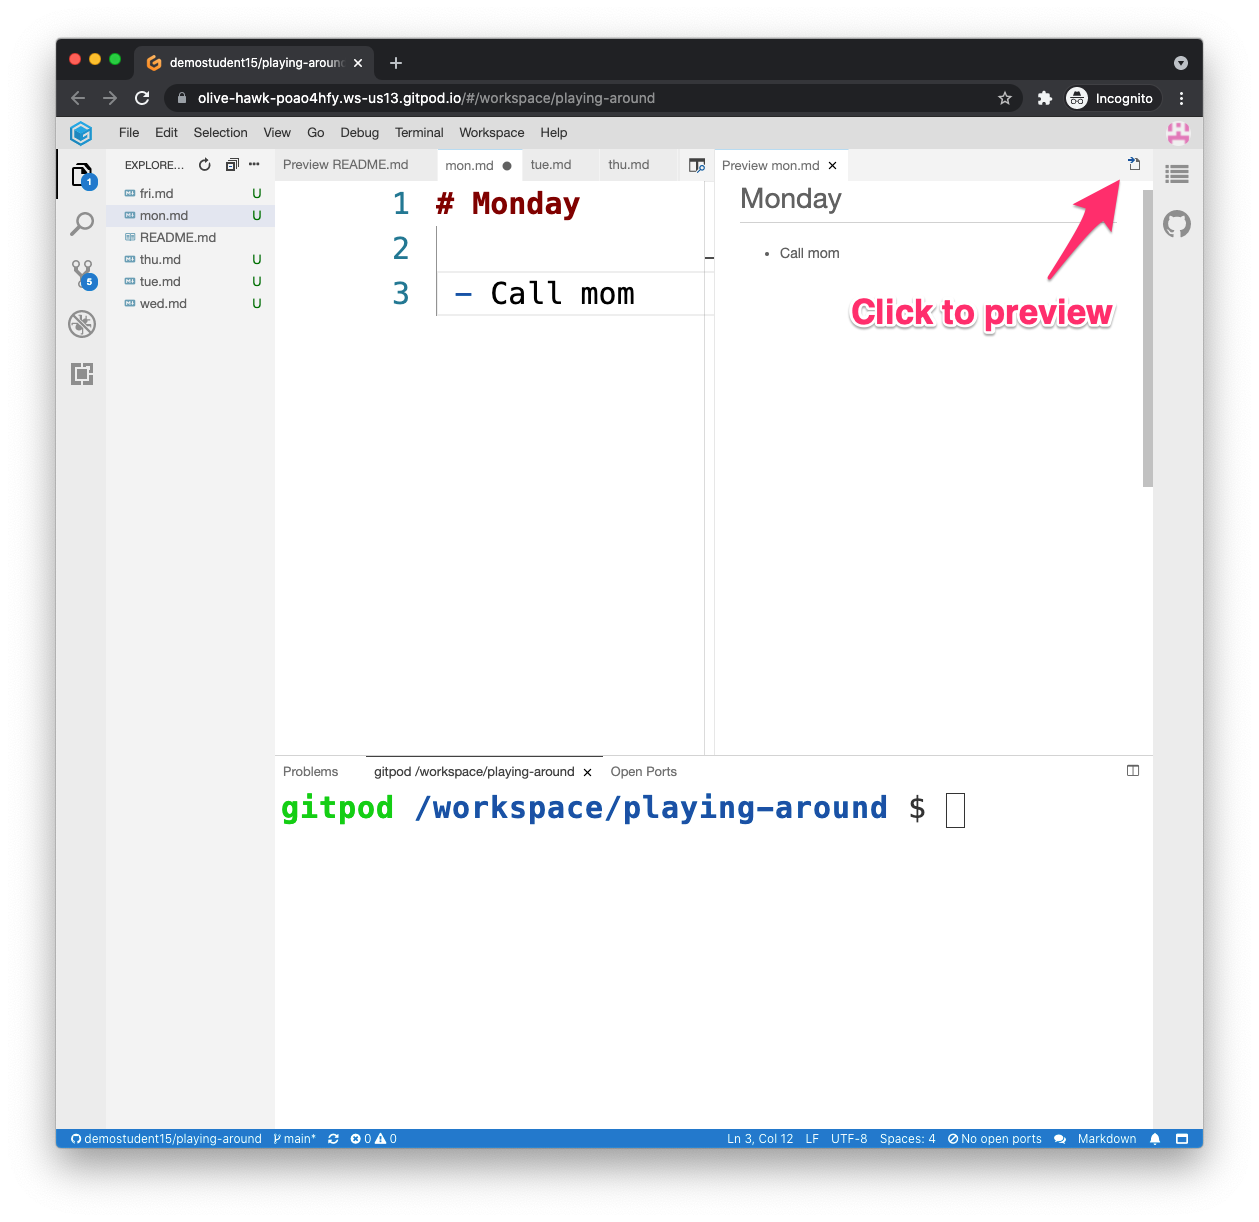 demostudent15/playing-aroun
olive-hawk-poao4hfy.ws-us13.gitpod.io/#/workspace/playing-around
Incognito
File Edit Selection View Go Debug Terminal Workspace Help
EXPLORE...
fri.md U
mon.md U
README.md
thu.md U
tue.md U
wed.md U
1
5
Preview README.md mon.md tue.md thu.md
1 # Monday
2
3 - Call mom
Preview mon.md
Monday
• Call mom
Click to preview
Problems gitpod /workspace/playing-around Open Ports
gitpod /workspace/playing-around $
demostudent15/playing-around main* 0 0 Ln 3, Col 12 LF UTF-8 Spaces: 4 No open ports Markdown